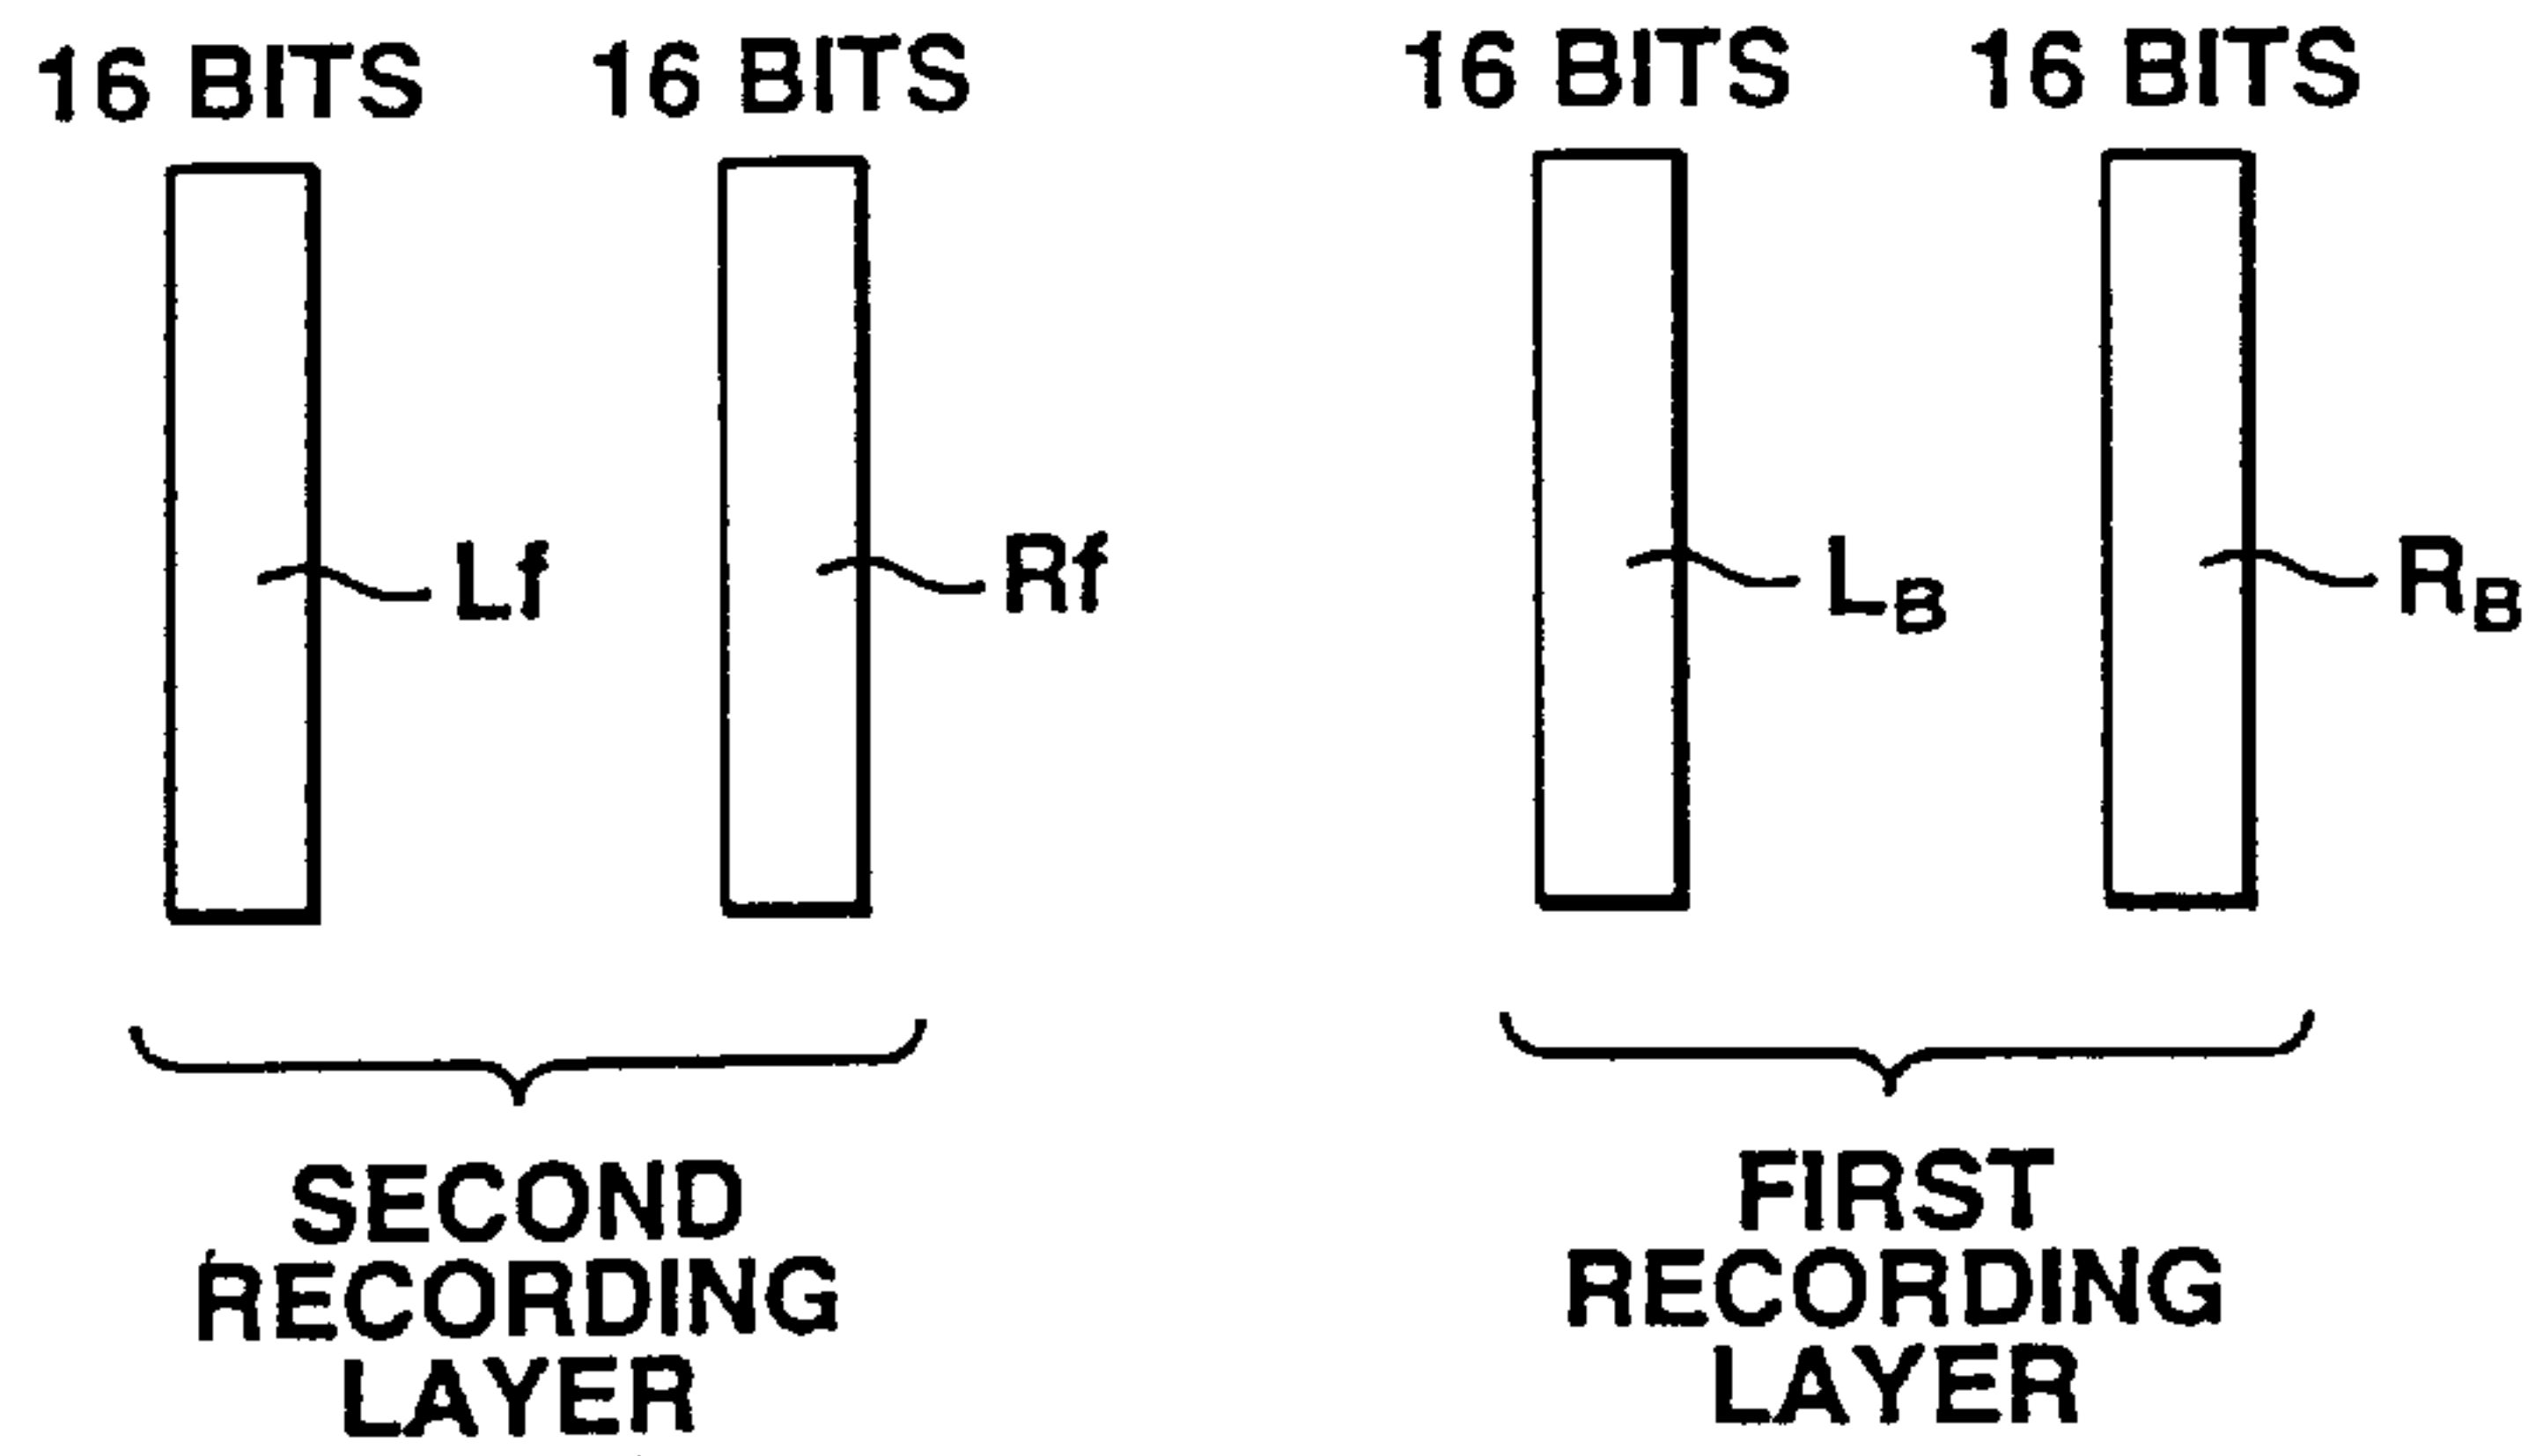 16 BITS 16 BITS 16 BITS 16 BITS
Lf Rf LB RB
SECOND
RECORDING
LAYER
FIRST
RECORDING
LAYER